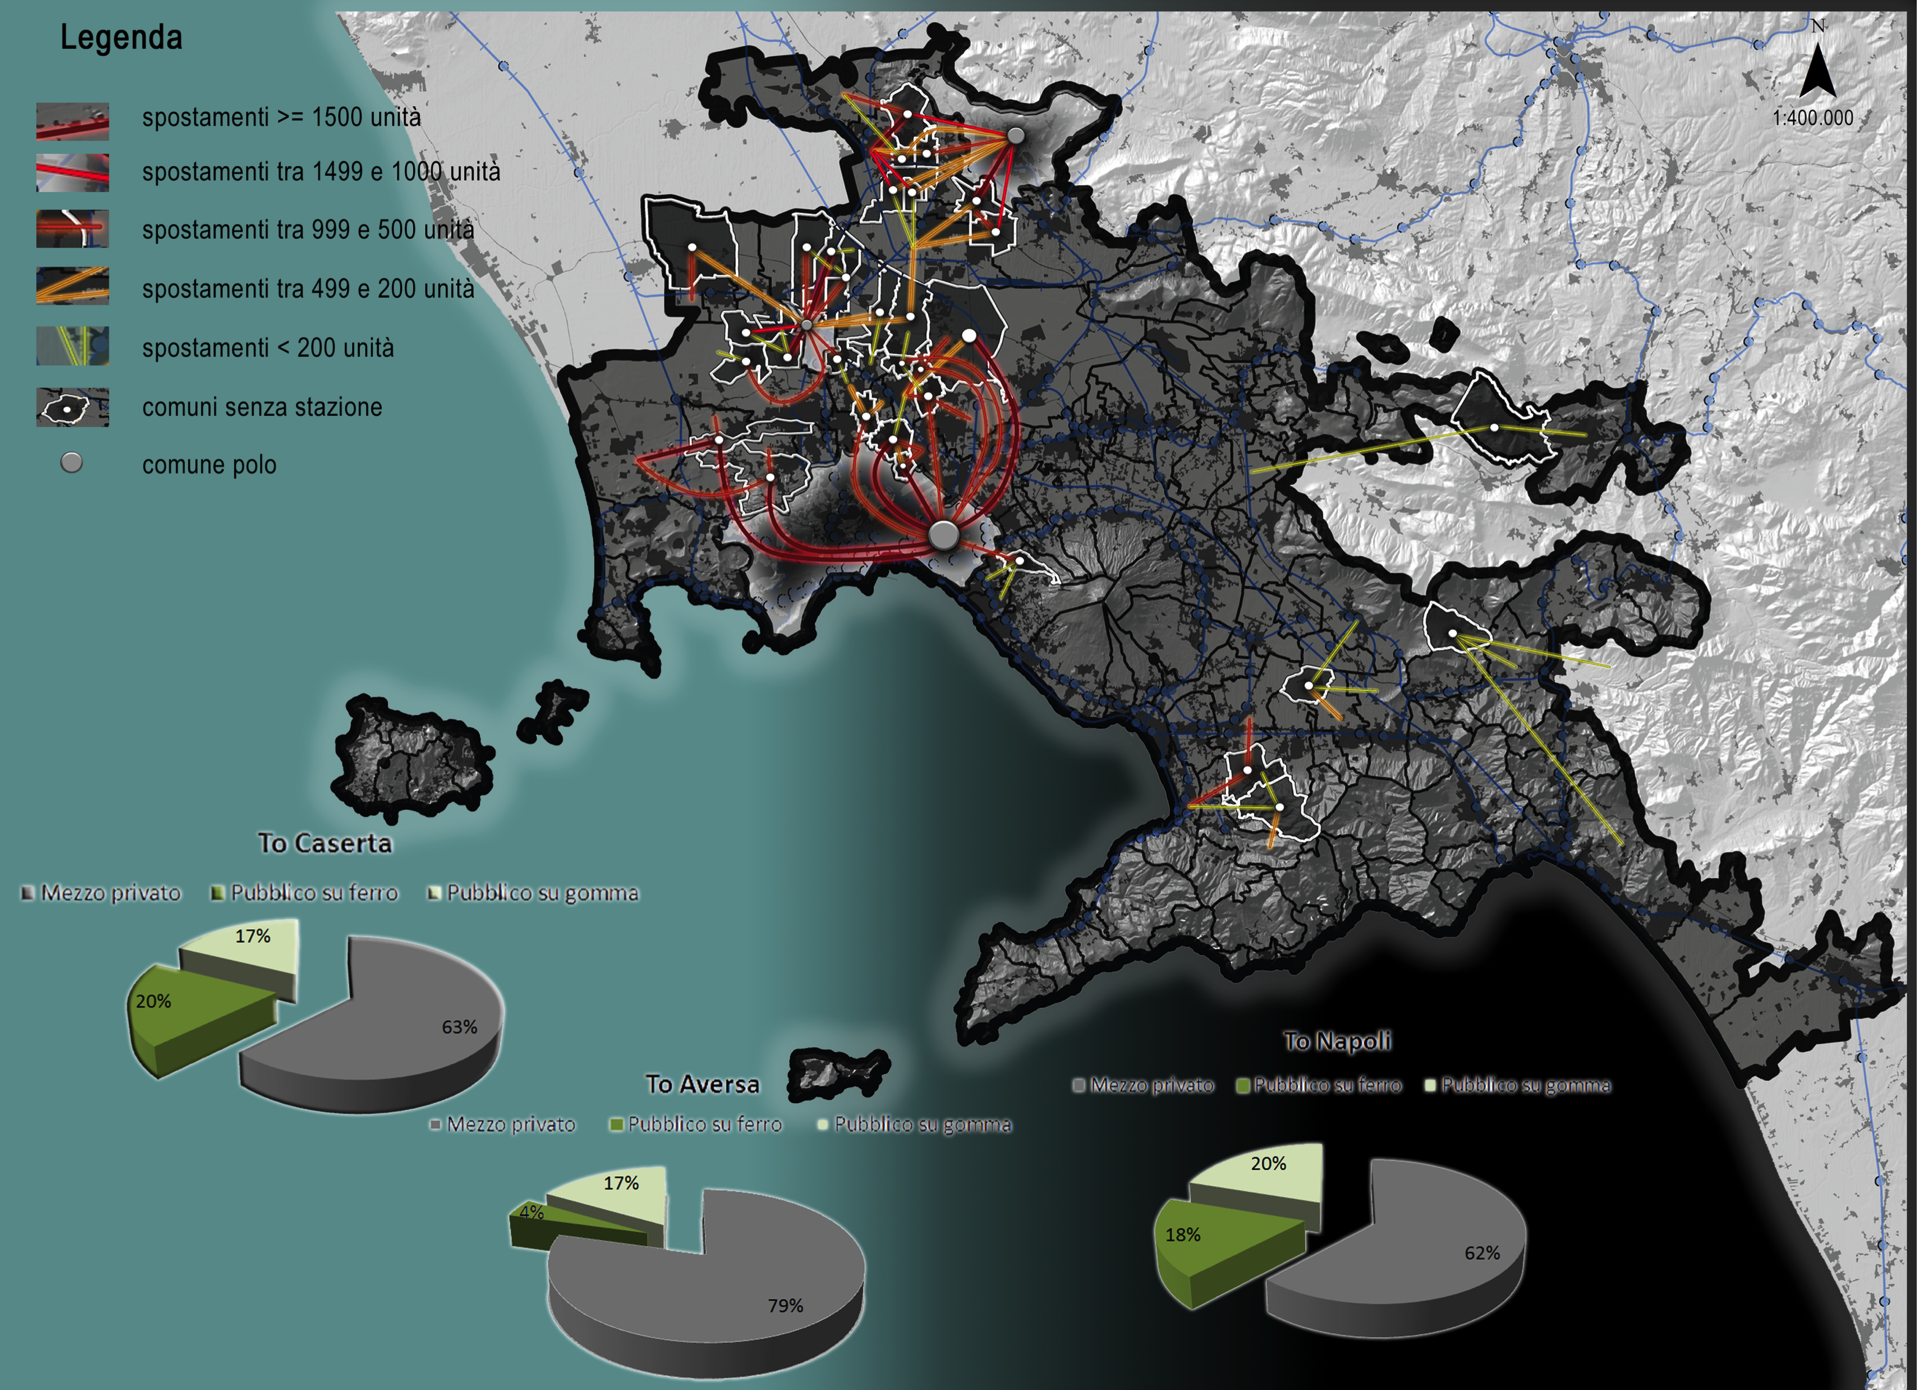 Legenda
spostamenti >= 1500 unità
spostamenti tra 1499 e 1000 unità
spostamenti tra 999 e 500 unità
spostamenti tra 499 e 200 unità
spostamenti < 200 unità
comuni senza stazione
comune polo
N
1:400.000
To Caserta
Mezzo privato Pubblico su ferro Pubblico su gomma
17%
20%
63%
To Aversa
Mezzo privato Pubblico su ferro Pubblico su gomma
17%
4%
79%
To Napoli
Mezzo privato Pubblico su ferro Pubblico su gomma
20%
18%
62%